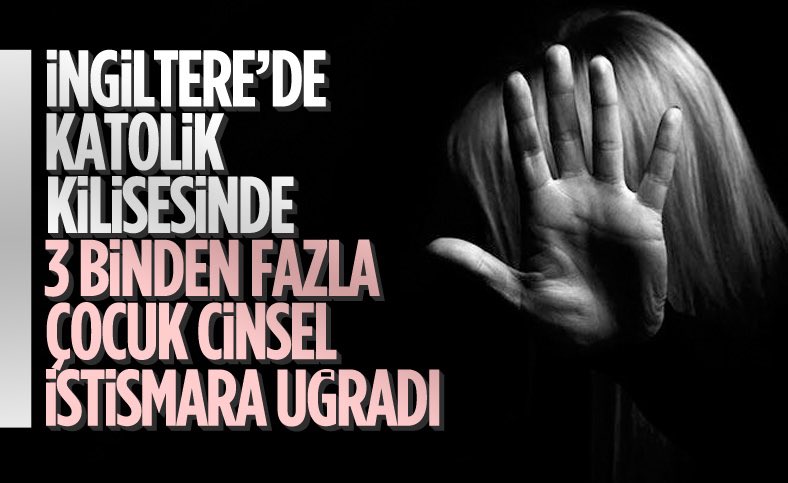 İNGİLTERE'DE
KATOLİK
KİLİSESİNDE
3 BİNDEN FAZLA
ÇOCUK CİNSEL
İSTİSMARA UĞRADI